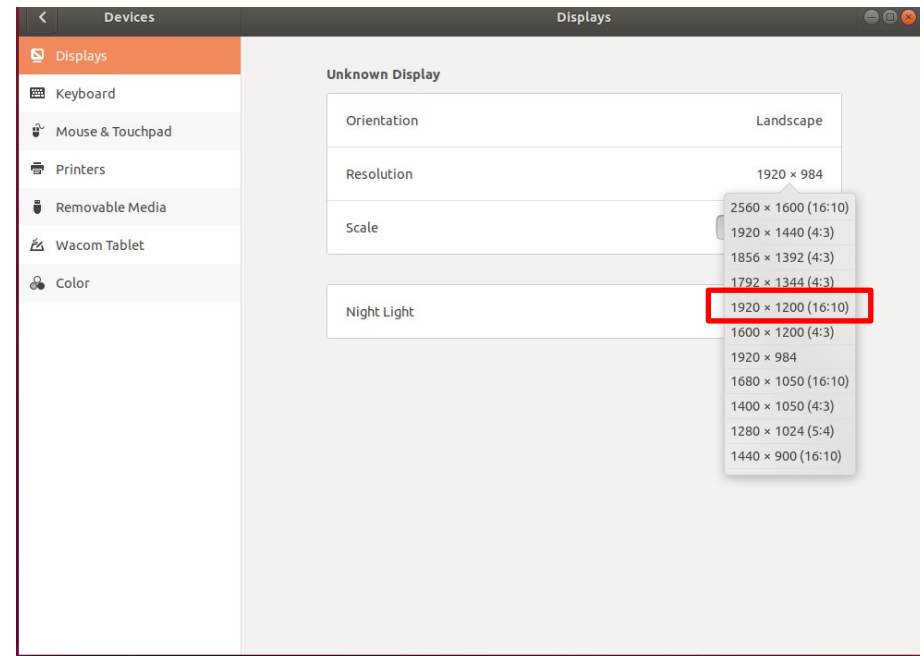 Devices
Displays
Displays
Keyboard
Mouse & Touchpad
Printers
Removable Media
Wacom Tablet
Color
Unknown Display
Orientation Landscape
Resolution 1920 × 984
Scale
Night Light
2560 × 1600 (16:10)
1920 × 1440 (4:3)
1856 × 1392 (4:3)
1792 × 1344 (4:3)
1920 × 1200 (16:10)
1600 × 1200 (4:3)
1920 × 984
1680 × 1050 (16:10)
1400 × 1050 (4:3)
1280 × 1024 (5:4)
1440 × 900 (16:10)